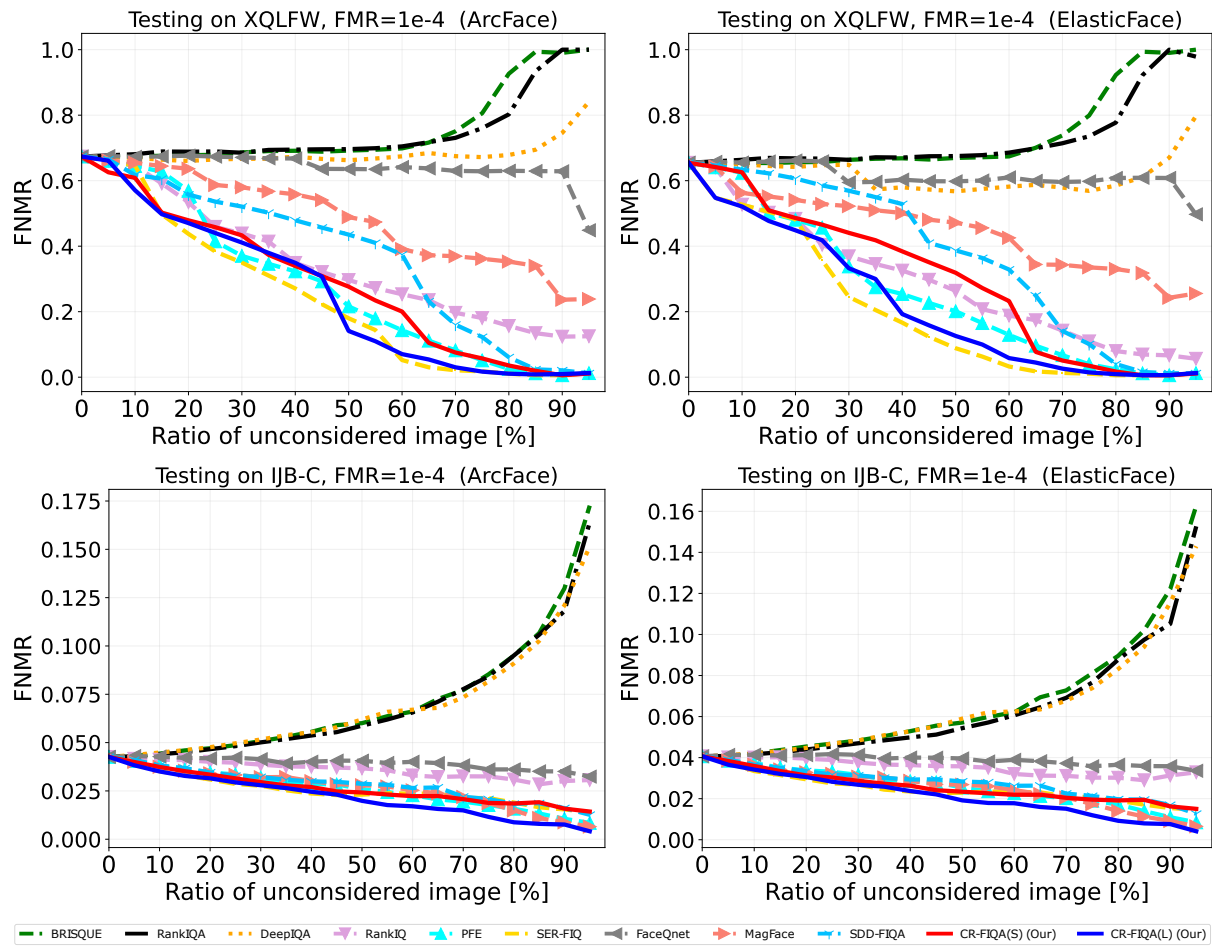 Testing on XQLFW, FMR=1e-4 (ArcFace)
FNMR
1.0
0.8
0.6
0.4
0.2
0.0
0 10 20 30 40 50 60 70 80 90
Ratio of unconsidered image [%]
Testing on XQLFW, FMR=1e-4 (ElasticFace)
FNMR
1.0
0.8
0.6
0.4
0.2
0.0
0 10 20 30 40 50 60 70 80 90
Ratio of unconsidered image [%]
Testing on IJB-C, FMR=1e-4 (ArcFace)
FNMR
0.175
0.150
0.125
0.100
0.075
0.050
0.025
0.000
0 10 20 30 40 50 60 70 80 90
Ratio of unconsidered image [%]
Testing on IJB-C, FMR=1e-4 (ElasticFace)
FNMR
0.16
0.14
0.12
0.10
0.08
0.06
0.04
0.02
0.00
0 10 20 30 40 50 60 70 80 90
Ratio of unconsidered image [%]
BRISQUE RankIQA DeepIQA RankIQ PFE SER-FIQ FaceQnet MagFace SDD-FIQA CR-FIQA(S) (Our) CR-FIQA(L) (Our)